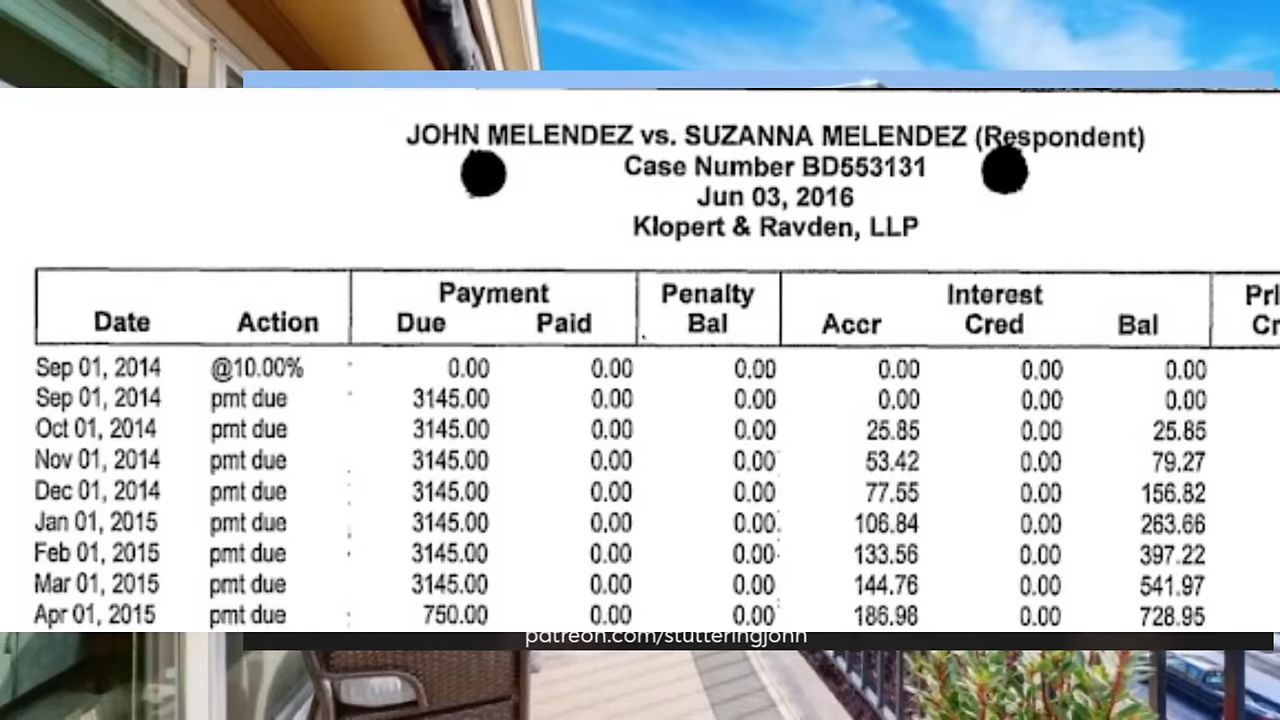 JOHN MELENDEZ vs. SUZANNA MELENDEZ (Respondent)
Case Number BD553131
Jun 03, 2016
Klopert & Ravden, LLP
Payment Penalty Interest
Date Action Due Paid Bal Accr Cred Bal
Sep 01, 2014 @10.00% 0.00 0.00 0.00 0.00 0.00 0.00
Sep 01, 2014 pmt due 3145.00 0.00 0.00 0.00 0.00 0.00
Oct 01, 2014 pmt due 3145.00 0.00 0.00 25.85 0.00 25.85
Nov 01, 2014 pmt due 3145.00 0.00 0.00 53.42 0.00 79.27
Dec 01, 2014 pmt due 3145.00 0.00 0.00 77.55 0.00 156.82
Jan 01, 2015 pmt due 3145.00 0.00 0.00 106.84 0.00 263.66
Feb 01, 2015 pmt due 3145.00 0.00 0.00 133.56 0.00 397.22
Mar 01, 2015 pmt due 3145.00 0.00 0.00 144.76 0.00 541.97
Apr 01, 2015 pmt due 750.00 0.00 0.00 186.98 0.00 728.95
patreon.com/stutteringjohn